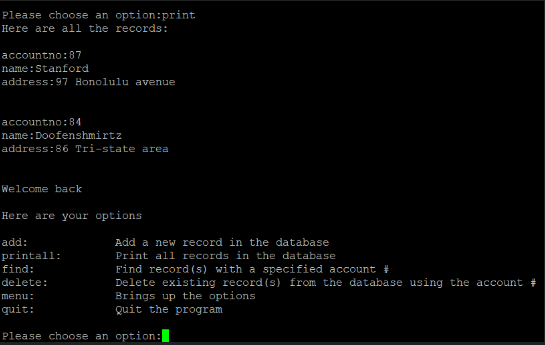 Please choose an option:print
Here are all the records:
accountno:87
name:Stanford
address:97 Honolulu avenue
accountno:84
name:Doofenshmirtz
address:86 Tri-state area
Welcome back
Here are your options
add: Add a new record in the database
printall: Print all records in the database
find: Find record(s) with a specified account #
delete: Delete existing record(s) from the database using the account #
menu: Brings up the options
quit: Quit the program
Please choose an option: